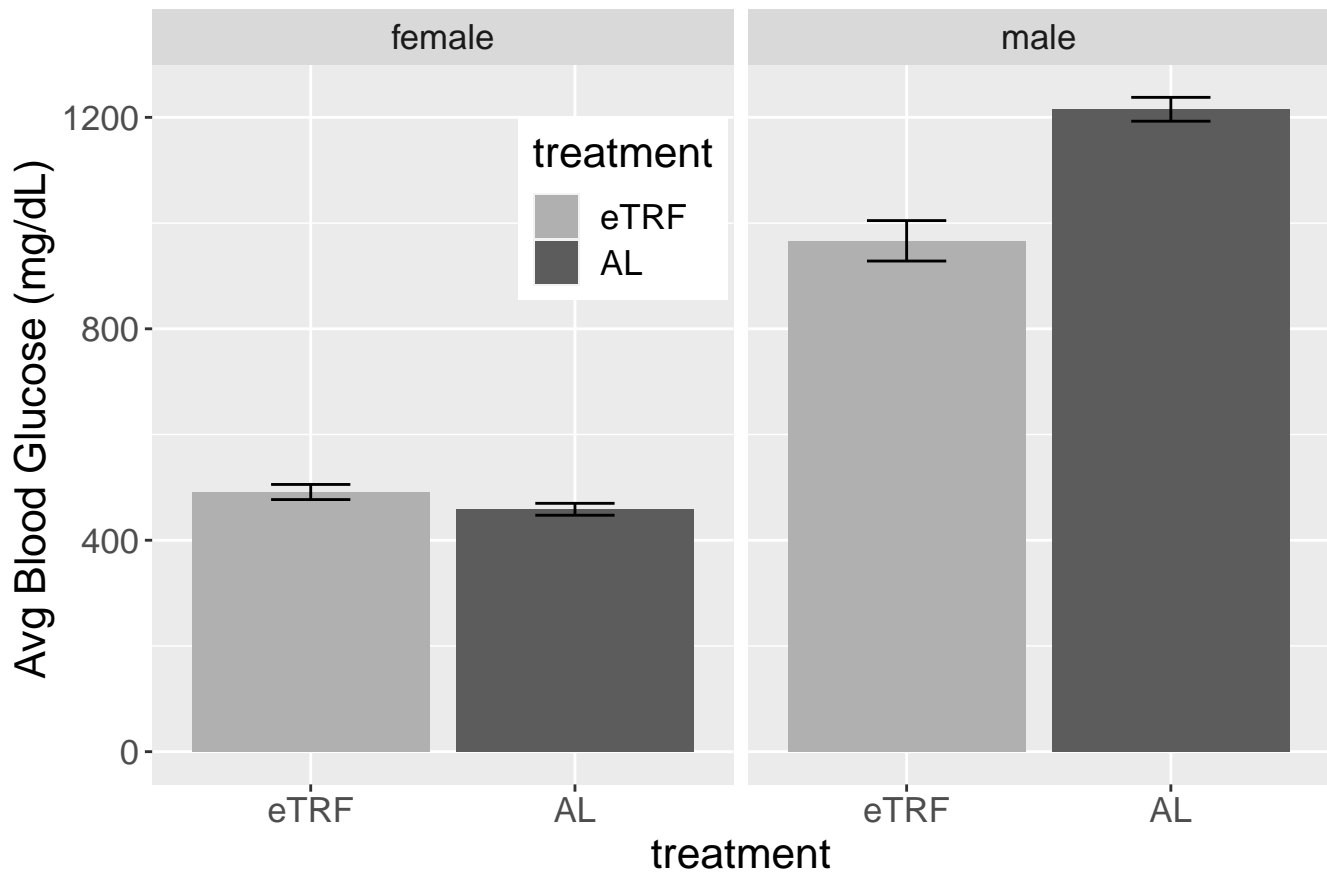 female
male
Avg Blood Glucose (mg/dL)
1200
800
400
0
treatment
eTRF
AL
eTRF
AL
eTRF
AL
treatment